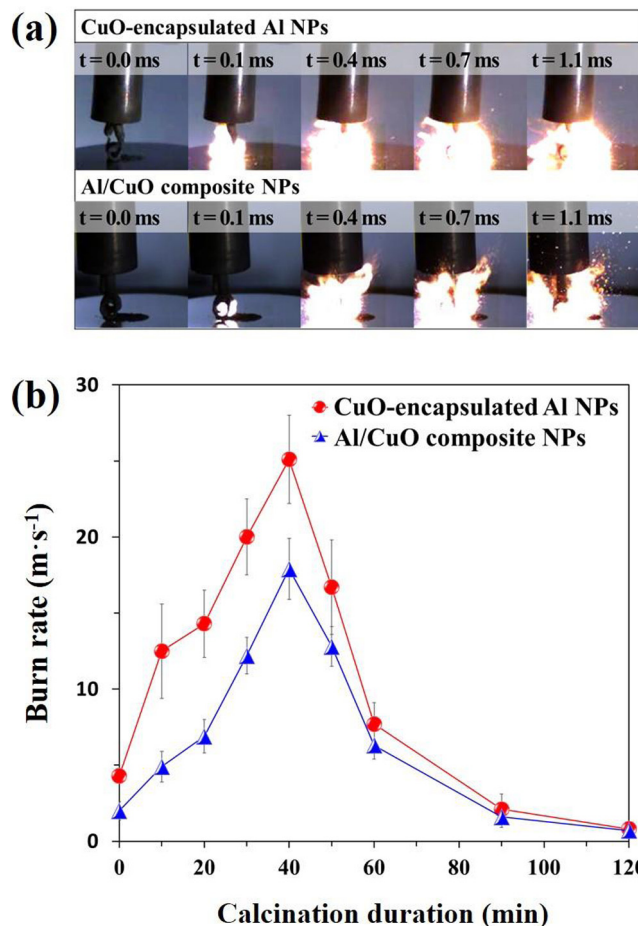 (a)
CuO-encapsulated Al NPs
t = 0.0 ms t = 0.1 ms t = 0.4 ms t = 0.7 ms t = 1.1 ms
Al/CuO composite NPs
t = 0.0 ms t = 0.1 ms t = 0.4 ms t = 0.7 ms t = 1.1 ms
(b)
30
CuO-encapsulated Al NPs
Al/CuO composite NPs
20
10
0
Burn rate (m·s⁻¹)
0 20 40 60 80 100 120
Calcination duration (min)